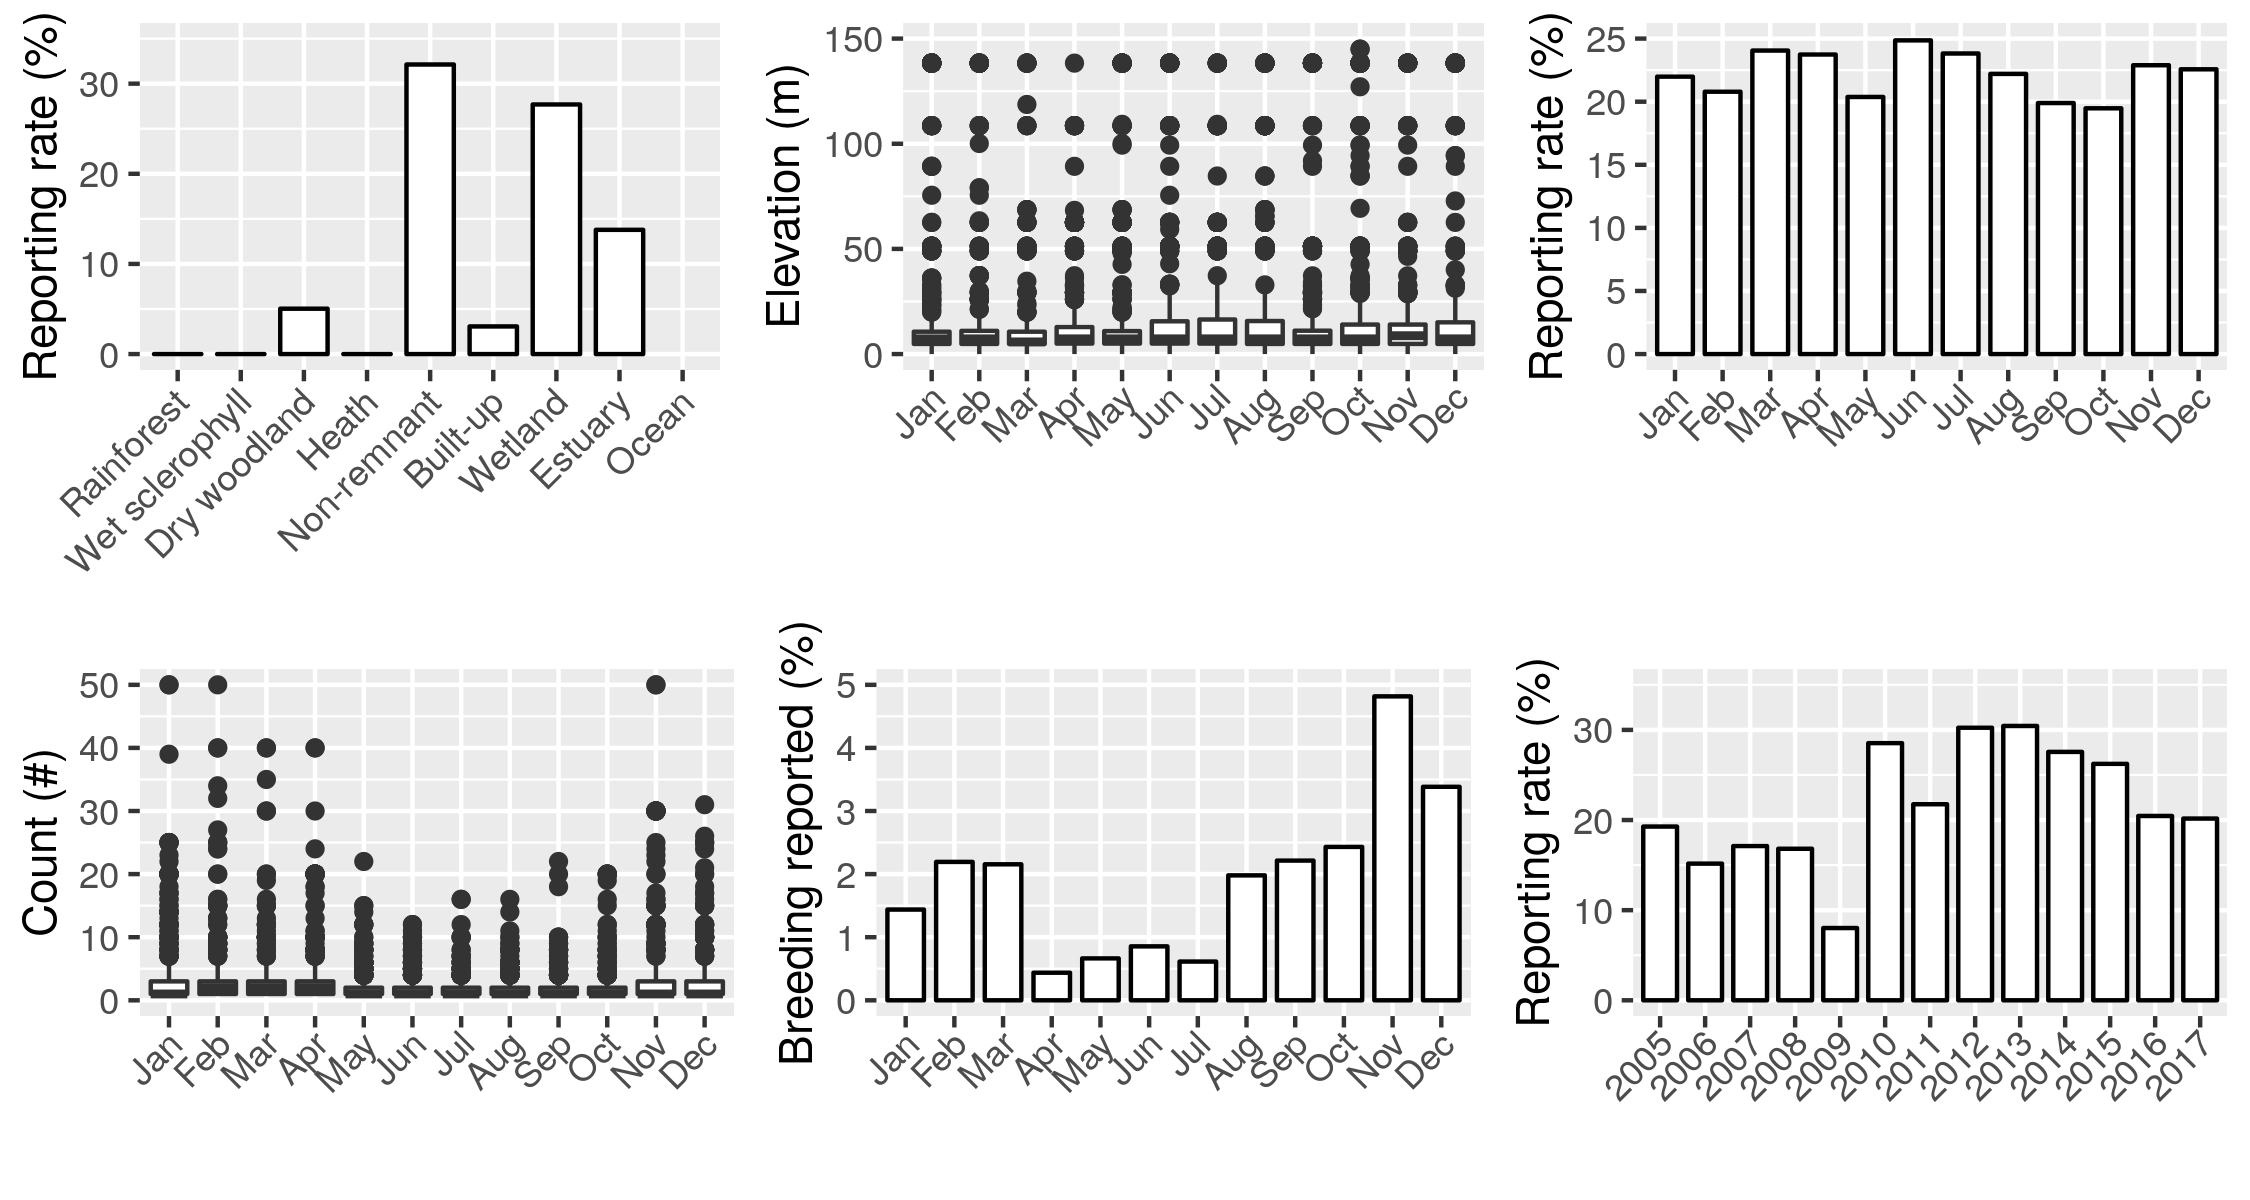 Reporting rate (%)
30
20
10
0
Rainforest
Wet sclerophyll
Dry woodland
Heath
Non-remnant
Built-up
Wetland
Estuary
Ocean
Elevation (m)
150
100
50
0
Jan
Feb
Mar
Apr
May
Jun
Jul
Aug
Sep
Oct
Nov
Dec
Reporting rate (%)
25
20
15
10
5
0
Jan
Feb
Mar
Apr
May
Jun
Jul
Aug
Sep
Oct
Nov
Dec
Count (#)
50
40
30
20
10
0
Jan
Feb
Mar
Apr
May
Jun
Jul
Aug
Sep
Oct
Nov
Dec
Breeding reported (%)
5
4
3
2
1
0
Jan
Feb
Mar
Apr
May
Jun
Jul
Aug
Sep
Oct
Nov
Dec
Reporting rate (%)
30
20
10
0
2005
2006
2007
2008
2009
2010
2011
2012
2013
2014
2015
2016
2017